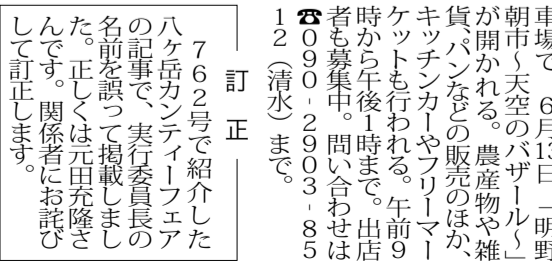 車場で、6月13日「明野
朝市～天空のバザール～」
が開かれる。農産物や雑
貨、パンなどの販売のほか、
キッチンカーやフリーマー
ケットも行われる。午前9
時から午後1時まで。出店
者も募集中。問い合わせは
☎090-2903-85
12（清水）まで。
訂正
762号で紹介した
八ヶ岳カンティーフェア
の記事で、実行委員長の
名前を誤って掲載しまし
た。正しくは元田充隆さ
んです。関係者にお詫び
して訂正します。